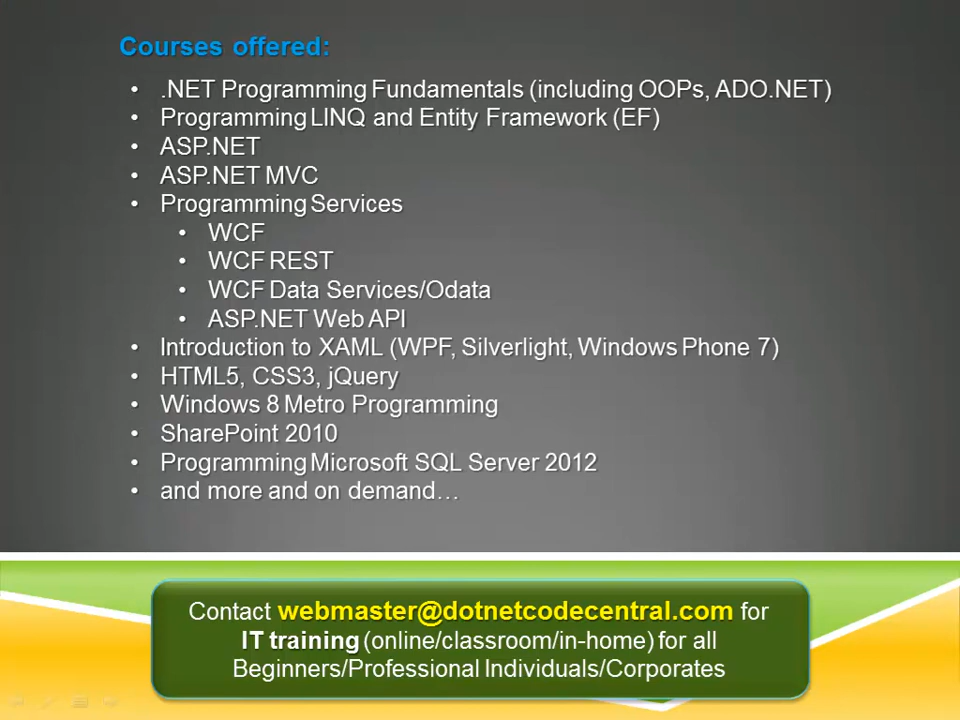 Courses offered:
• .NET Programming Fundamentals (including OOPs, ADO.NET)
• Programming LINQ and Entity Framework (EF)
• ASP.NET
• ASP.NET MVC
• Programming Services
• WCF
• WCF REST
• WCF Data Services/Odata
• ASP.NET Web API
• Introduction to XAML (WPF, Silverlight, Windows Phone 7)
• HTML5, CSS3, jQuery
• Windows 8 Metro Programming
• SharePoint 2010
• Programming Microsoft SQL Server 2012
• and more and on demand…
Contact webmaster@dotnetcodecentral.com for
IT training (online/classroom/in-home) for all
Beginners/Professional Individuals/Corporates